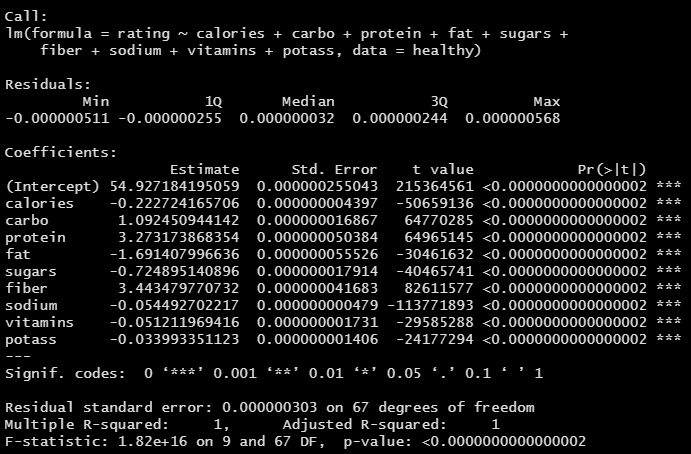 Call:
lm(formula = rating ~ calories + carbo + protein + fat + sugars +
    fiber + sodium + vitamins + potass, data = healthy)
Residuals:
         Min           1Q       Median           3Q          Max
-0.000000511 -0.000000255  0.000000032  0.000000244  0.000000568
Coefficients:
                   Estimate      Std. Error    t value            Pr(>|t|)
(Intercept) 54.927184195059  0.000000255043  215364561 <0.0000000000000002 ***
calories    -0.222724165706  0.000000004397  -50659136 <0.0000000000000002 ***
carbo        1.092450944142  0.000000016867   64770285 <0.0000000000000002 ***
protein      3.273173868354  0.000000050384   64965145 <0.0000000000000002 ***
fat         -1.691407996636  0.000000055526  -30461632 <0.0000000000000002 ***
sugars      -0.724895140896  0.000000017914  -40465741 <0.0000000000000002 ***
fiber        3.443479770732  0.000000041683   82611577 <0.0000000000000002 ***
sodium      -0.054492702217  0.000000000479 -113771893 <0.0000000000000002 ***
vitamins    -0.051211969416  0.000000001731  -29585288 <0.0000000000000002 ***
potass      -0.033993351123  0.000000001406  -24177294 <0.0000000000000002 ***
---
Signif. codes:  0 ‘***’ 0.001 ‘**’ 0.01 ‘*’ 0.05 ‘.’ 0.1 ‘ ’ 1
Residual standard error: 0.000000303 on 67 degrees of freedom
Multiple R-squared:      1,	Adjusted R-squared:      1
F-statistic: 1.82e+16 on 9 and 67 DF,  p-value: <0.0000000000000002